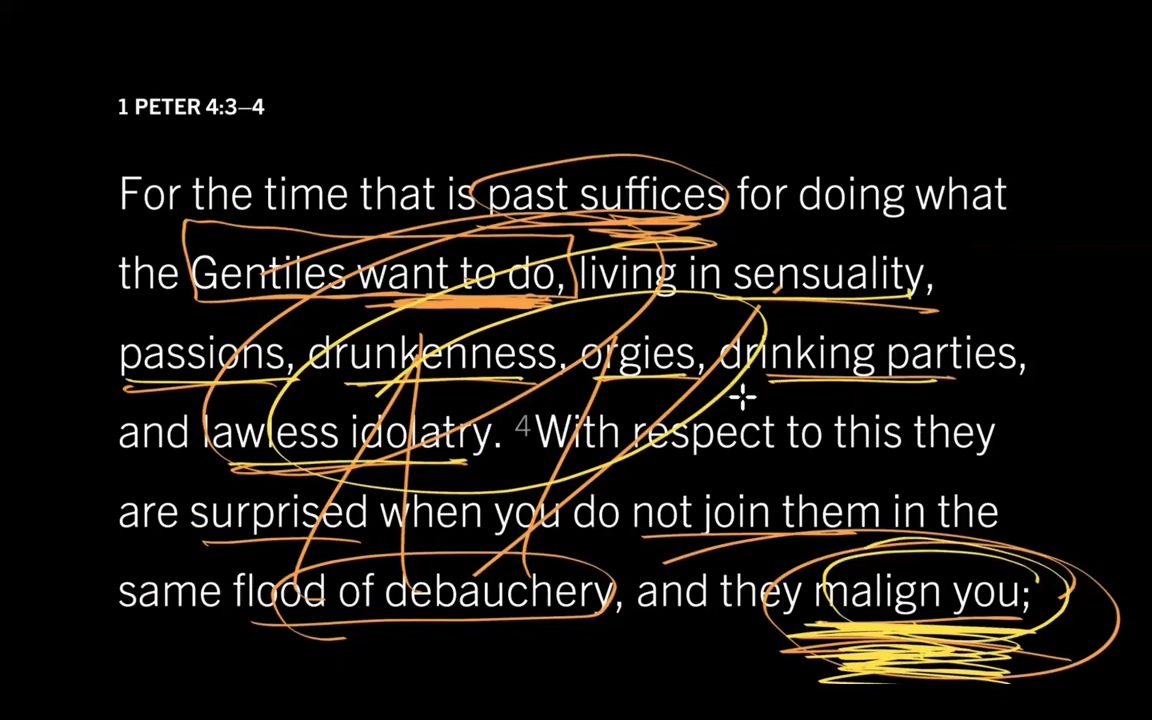 1 PETER 4:3–4
For the time that is past suffices for doing what
the Gentiles want to do, living in sensuality,
passions, drunkenness, orgies, drinking parties,
and lawless idolatry. 4 With respect to this they
are surprised when you do not join them in the
same flood of debauchery, and they malign you;